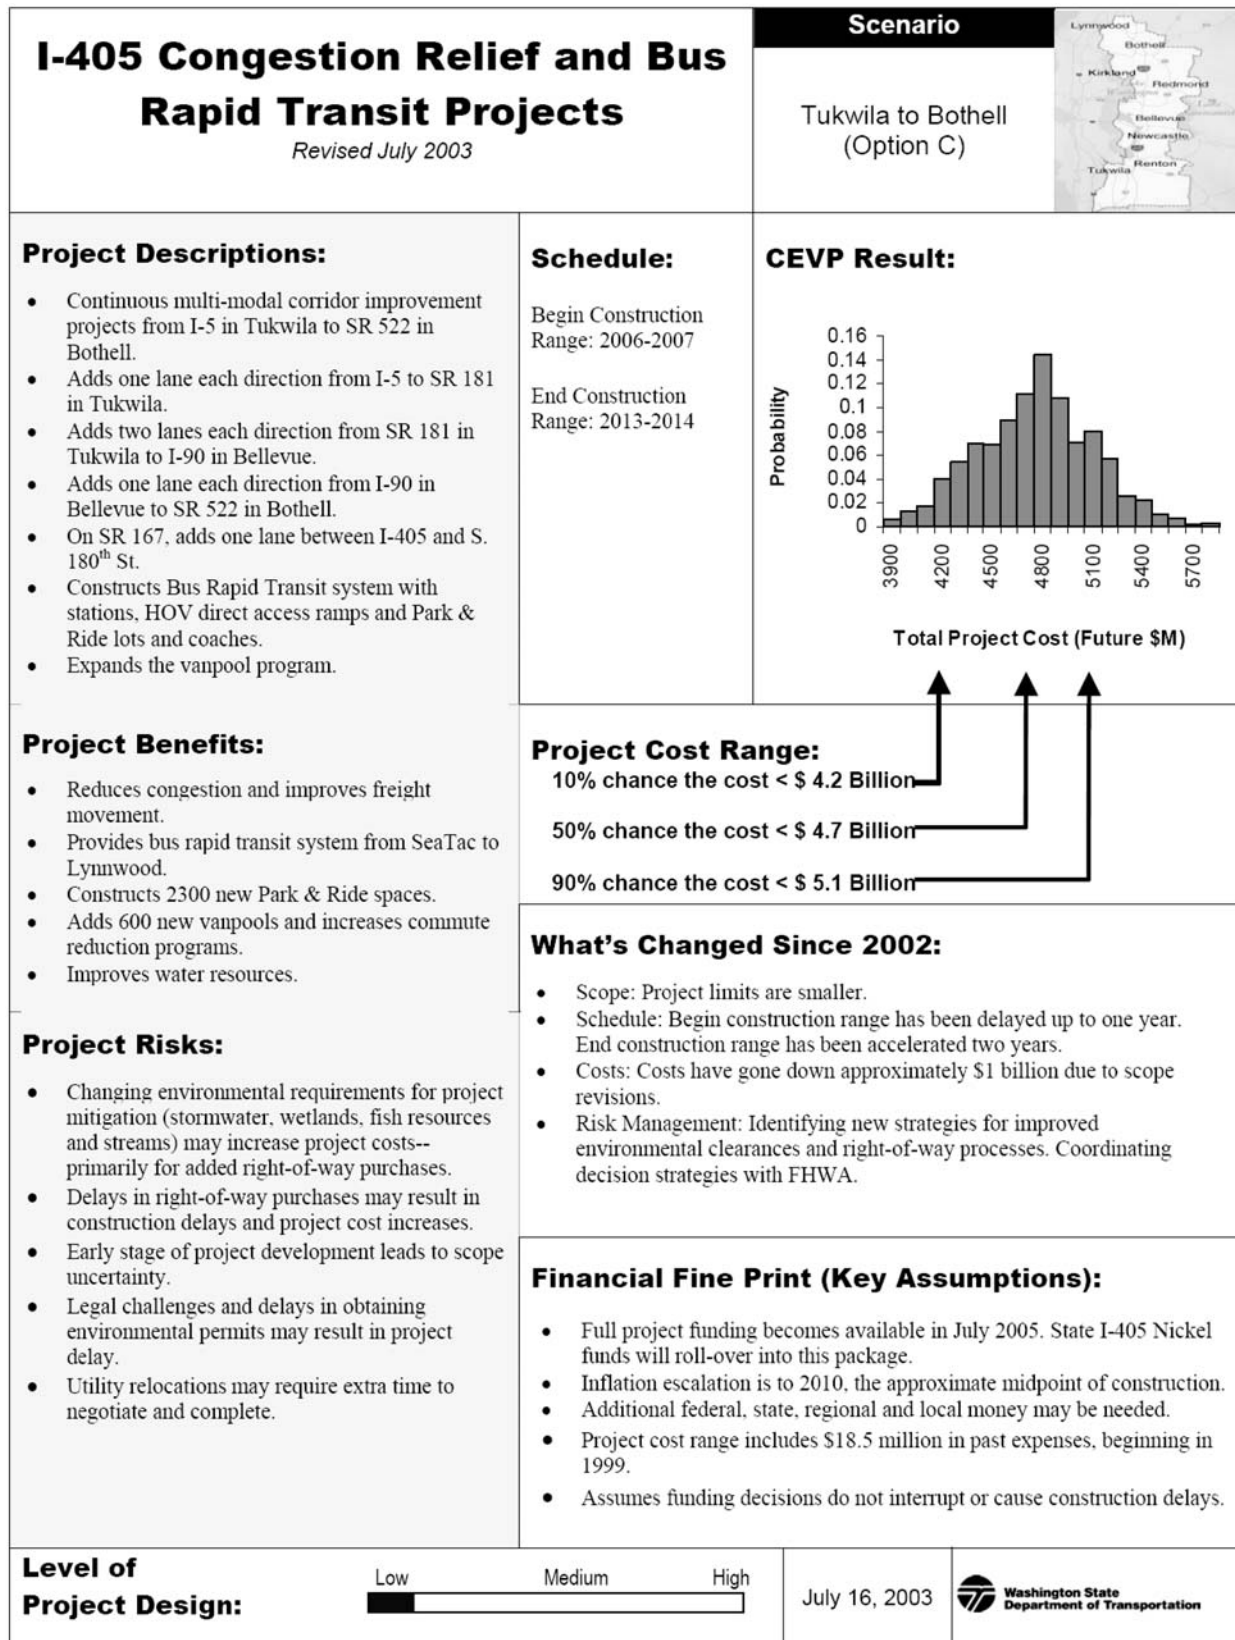 I-405 Congestion Relief and Bus
Rapid Transit Projects
Revised July 2003
Scenario
Tukwila to Bothell
(Option C)
Lynnwood
Bothell
Kirkland
Redmond
Bellevue
Newcastle
Renton
Tukwila
Project Descriptions:
• Continuous multi-modal corridor improvement
projects from I-5 in Tukwila to SR 522 in
Bothell.
• Adds one lane each direction from I-5 to SR 181
in Tukwila.
• Adds two lanes each direction from SR 181 in
Tukwila to I-90 in Bellevue.
• Adds one lane each direction from I-90 in
Bellevue to SR 522 in Bothell.
• On SR 167, adds one lane between I-405 and S.
180th St.
• Constructs Bus Rapid Transit system with
stations, HOV direct access ramps and Park &
Ride lots and coaches.
• Expands the vanpool program.
Schedule:
Begin Construction
Range: 2006-2007
End Construction
Range: 2013-2014
CEVP Result:
Probability
0.16
0.14
0.12
0.1
0.08
0.06
0.04
0.02
0
3900
4200
4500
4800
5100
5400
5700
Total Project Cost (Future $M)
Project Benefits:
• Reduces congestion and improves freight
movement.
• Provides bus rapid transit system from SeaTac to
Lynnwood.
• Constructs 2300 new Park & Ride spaces.
• Adds 600 new vanpools and increases commute
reduction programs.
• Improves water resources.
Project Cost Range:
10% chance the cost < $ 4.2 Billion
50% chance the cost < $ 4.7 Billion
90% chance the cost < $ 5.1 Billion
What's Changed Since 2002:
• Scope: Project limits are smaller.
• Schedule: Begin construction range has been delayed up to one year.
End construction range has been accelerated two years.
• Costs: Costs have gone down approximately $1 billion due to scope
revisions.
• Risk Management: Identifying new strategies for improved
environmental clearances and right-of-way processes. Coordinating
decision strategies with FHWA.
Project Risks:
• Changing environmental requirements for project
mitigation (stormwater, wetlands, fish resources
and streams) may increase project costs--
primarily for added right-of-way purchases.
• Delays in right-of-way purchases may result in
construction delays and project cost increases.
• Early stage of project development leads to scope
uncertainty.
• Legal challenges and delays in obtaining
environmental permits may result in project
delay.
• Utility relocations may require extra time to
negotiate and complete.
Financial Fine Print (Key Assumptions):
• Full project funding becomes available in July 2005. State I-405 Nickel
funds will roll-over into this package.
• Inflation escalation is to 2010, the approximate midpoint of construction.
• Additional federal, state, regional and local money may be needed.
• Project cost range includes $18.5 million in past expenses, beginning in
1999.
• Assumes funding decisions do not interrupt or cause construction delays.
Level of
Project Design:
Low Medium High
July 16, 2003
Washington State
Department of Transportation